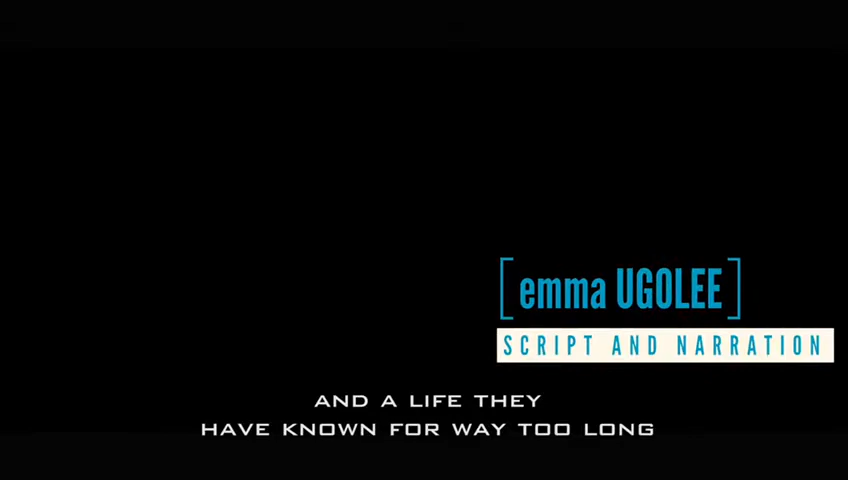 [emma UGOLEE]
SCRIPT AND NARRATION
AND A LIFE THEY
HAVE KNOWN FOR WAY TOO LONG